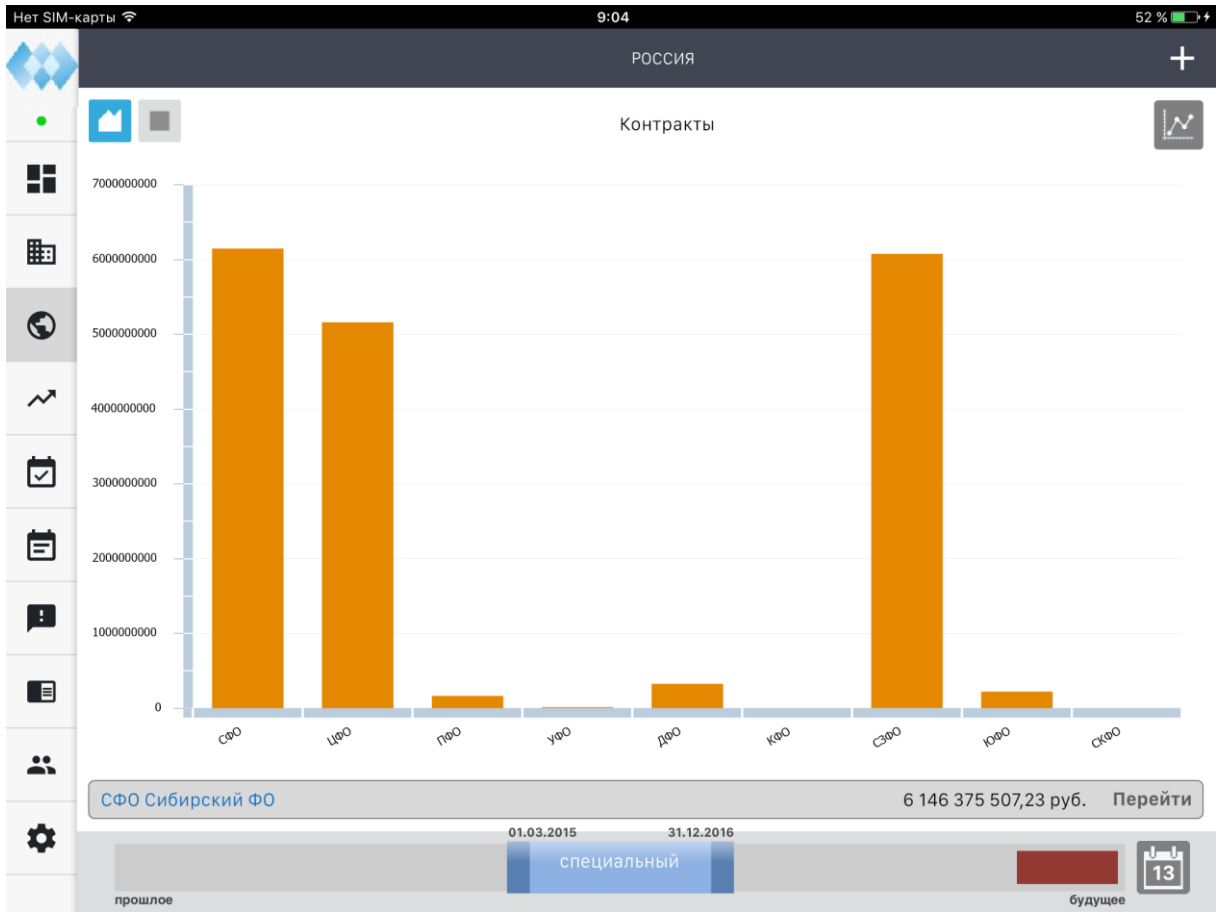 Нет SIM-карты 9:04 52 %
РОССИЯ
Контракты
7000000000
6000000000
5000000000
4000000000
3000000000
2000000000
1000000000
0
СФО ЦФО ПФО УФО ДФО КФО СЗФО ЮФО СКФО
СФО Сибирский ФО 6 146 375 507,23 руб. Перейти
01.03.2015 31.12.2016
специальный
13
прошлое будущее